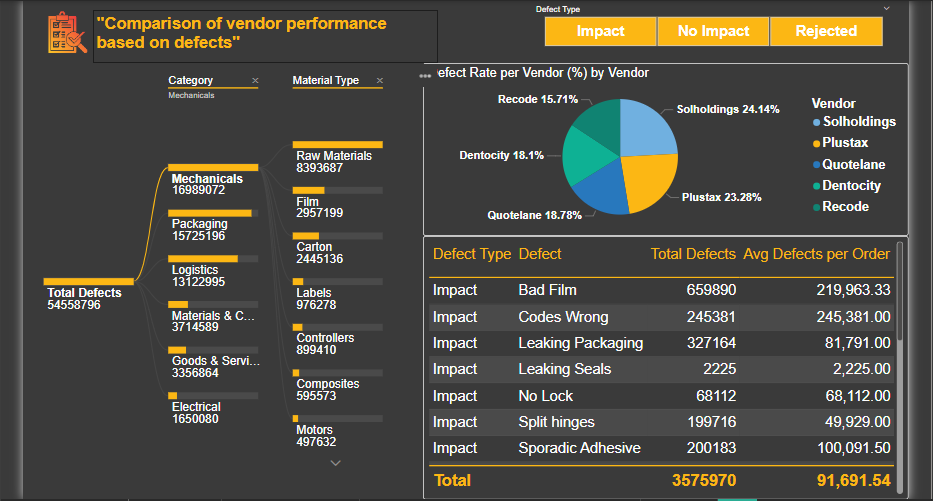 "Comparison of vendor performance
based on defects"
Defect Type
Impact
No Impact
Rejected
Category
Mechanicals
Material Type
Total Defects
54558796
Mechanicals
16989072
Packaging
15725196
Logistics
13122995
Materials & C...
3714589
Goods & Servi...
3356864
Electrical
1650080
Raw Materials
8393687
Film
2957199
Carton
2445136
Labels
976278
Controllers
899410
Composites
595573
Motors
497632
efect Rate per Vendor (%) by Vendor
Recode 15.71%
Solholdings 24.14%
Dentocity 18.1%
Plustax 23.28%
Quotelane 18.78%
Vendor
Solholdings
Plustax
Quotelane
Dentocity
Recode
Defect Type Defect Total Defects Avg Defects per Order
Impact Bad Film 659890 219,963.33
Impact Codes Wrong 245381 245,381.00
Impact Leaking Packaging 327164 81,791.00
Impact Leaking Seals 2225 2,225.00
Impact No Lock 68112 68,112.00
Impact Split hinges 199716 49,929.00
Impact Sporadic Adhesive 200183 100,091.50
Total 3575970 91,691.54